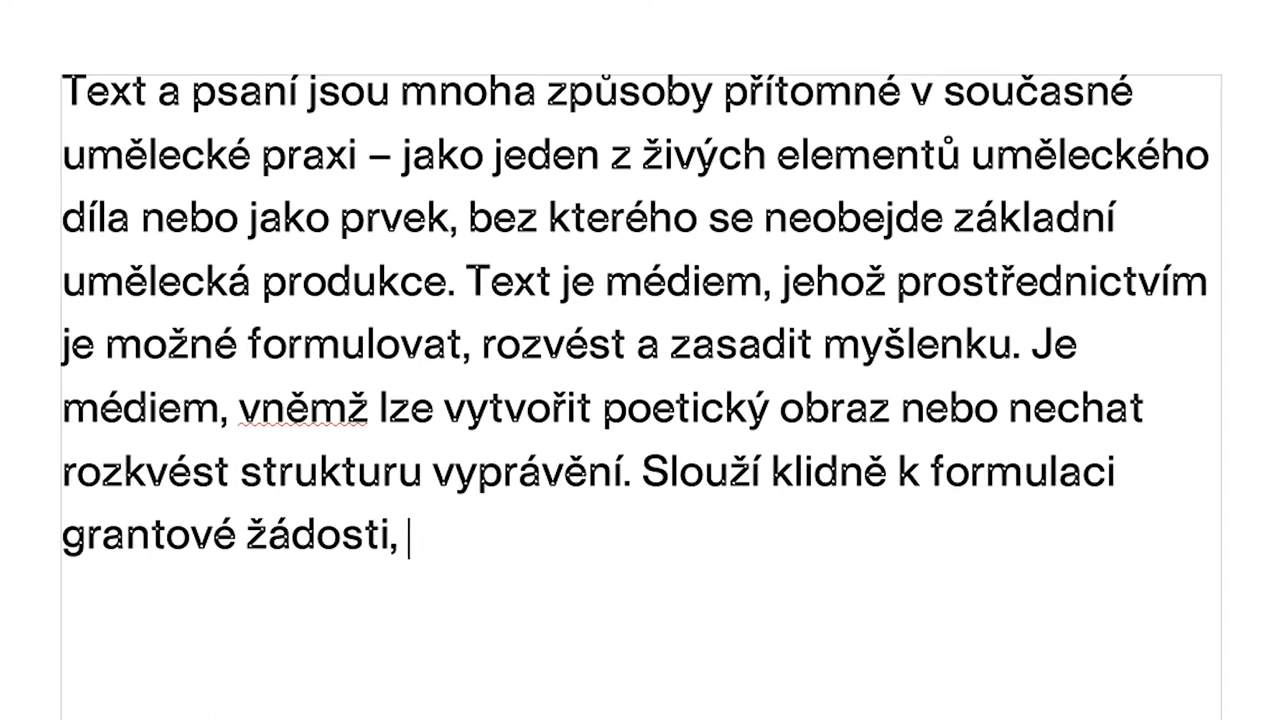 Text a psaní jsou mnoha způsoby přítomné v současné
umělecké praxi – jako jeden z živých elementů uměleckého
díla nebo jako prvek, bez kterého se neobejde základní
umělecká produkce. Text je médiem, jehož prostřednictvím
je možné formulovat, rozvést a zasadit myšlenku. Je
médiem, vněmž lze vytvořit poetický obraz nebo nechat
rozkvést strukturu vyprávění. Slouží klidně k formulaci
grantové žádosti,